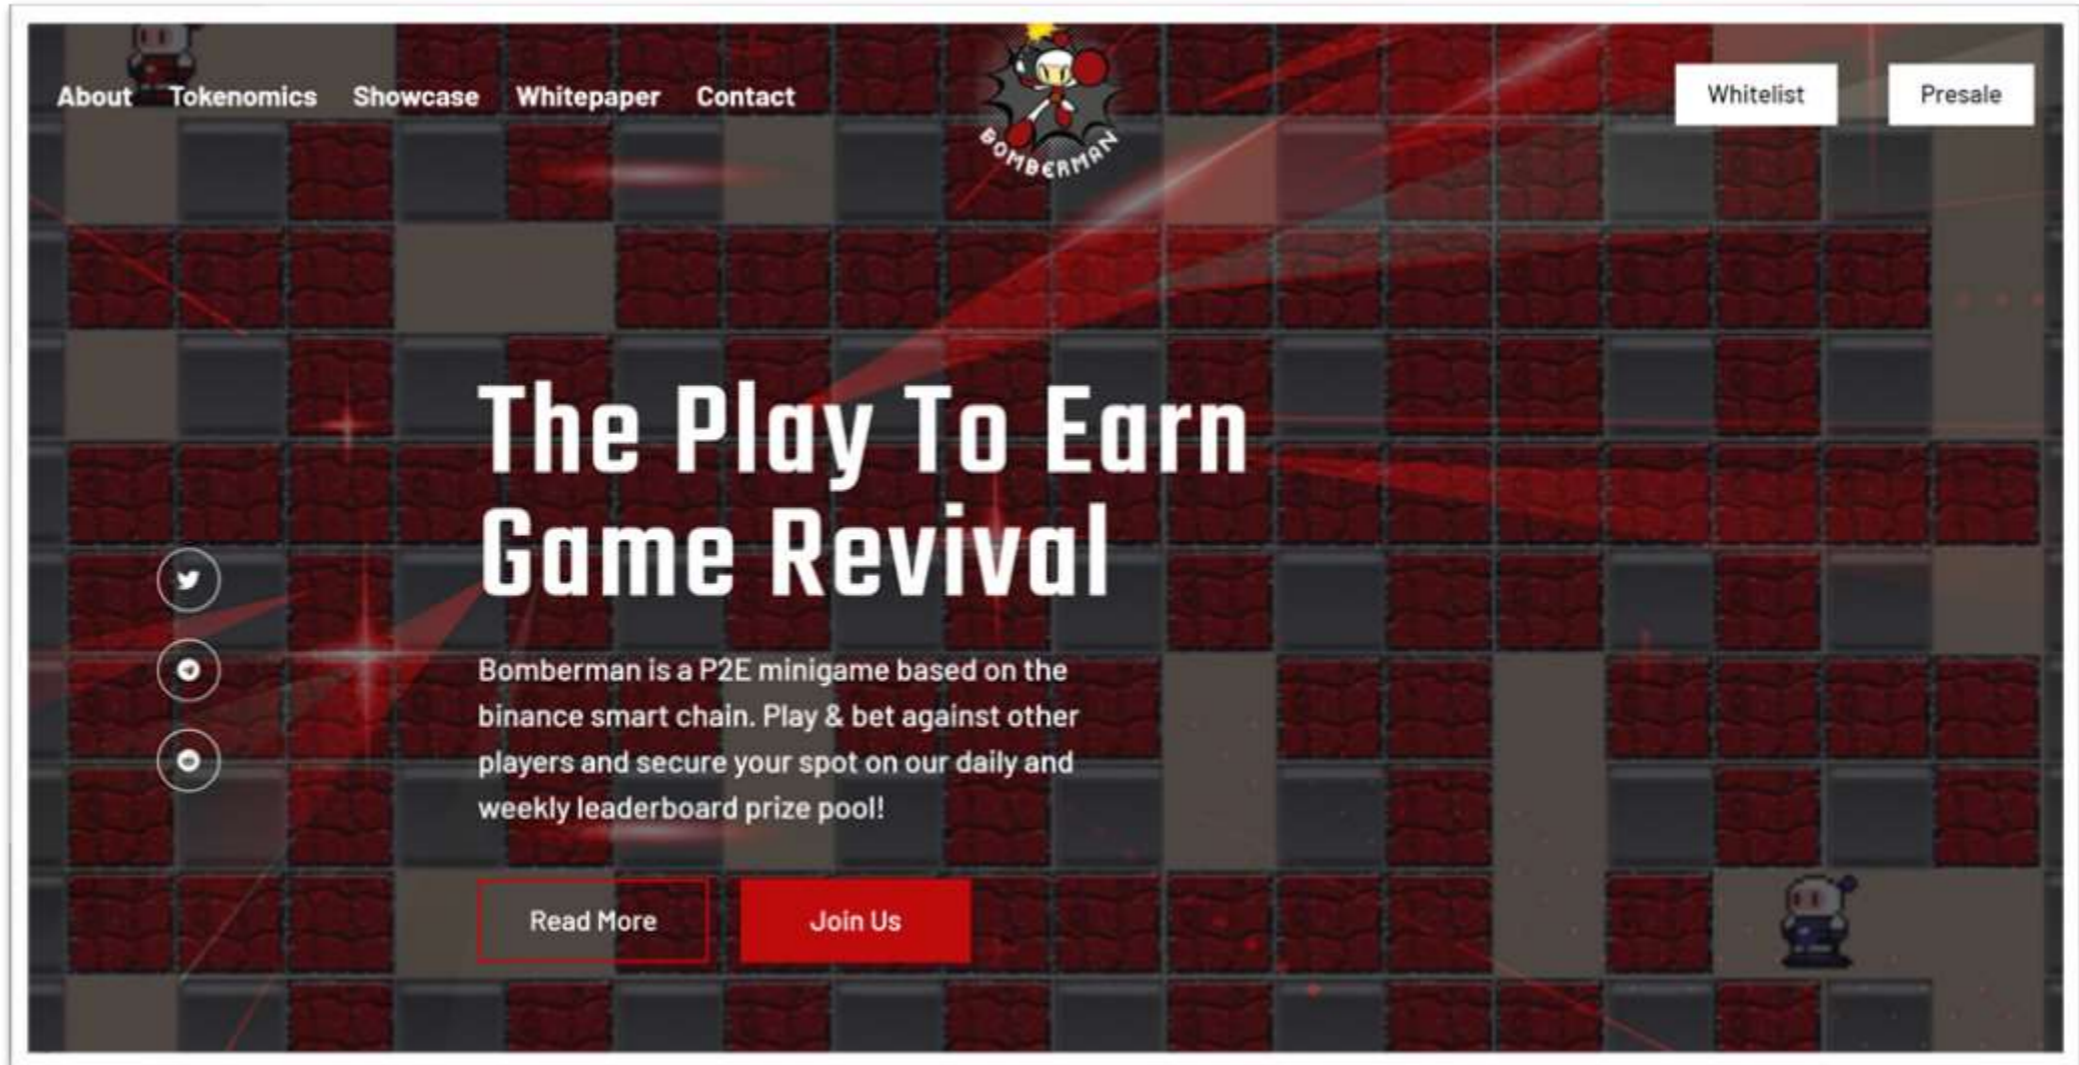 About Tokenomics Showcase Whitepaper Contact
BOMBERMAN
Whitelist Presale
The Play To Earn
Game Revival
Bomberman is a P2E minigame based on the
binance smart chain. Play & bet against other
players and secure your spot on our daily and
weekly leaderboard prize pool!
Read More Join Us